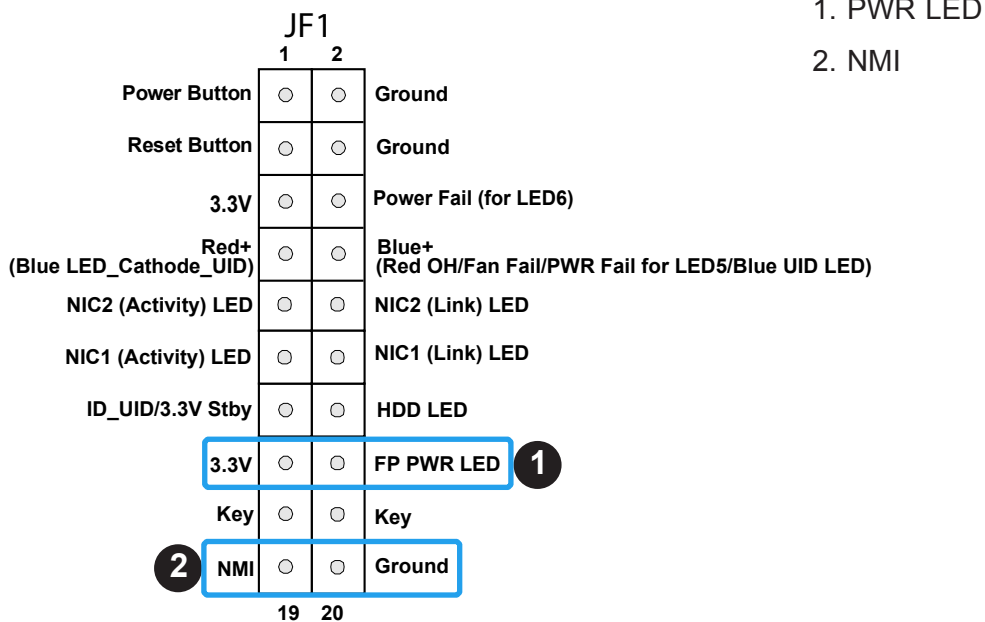 1. PWR LED
JF1
1 2
2. NMI
Power Button Ground
Reset Button Ground
3.3V Power Fail (for LED6)
Red+ Blue+
(Blue LED_Cathode_UID) (Red OH/Fan Fail/PWR Fail for LED5/Blue UID LED)
NIC2 (Activity) LED NIC2 (Link) LED
NIC1 (Activity) LED NIC1 (Link) LED
ID_UID/3.3V Stby HDD LED
3.3V FP PWR LED 1
Key Key
2 NMI Ground
19 20